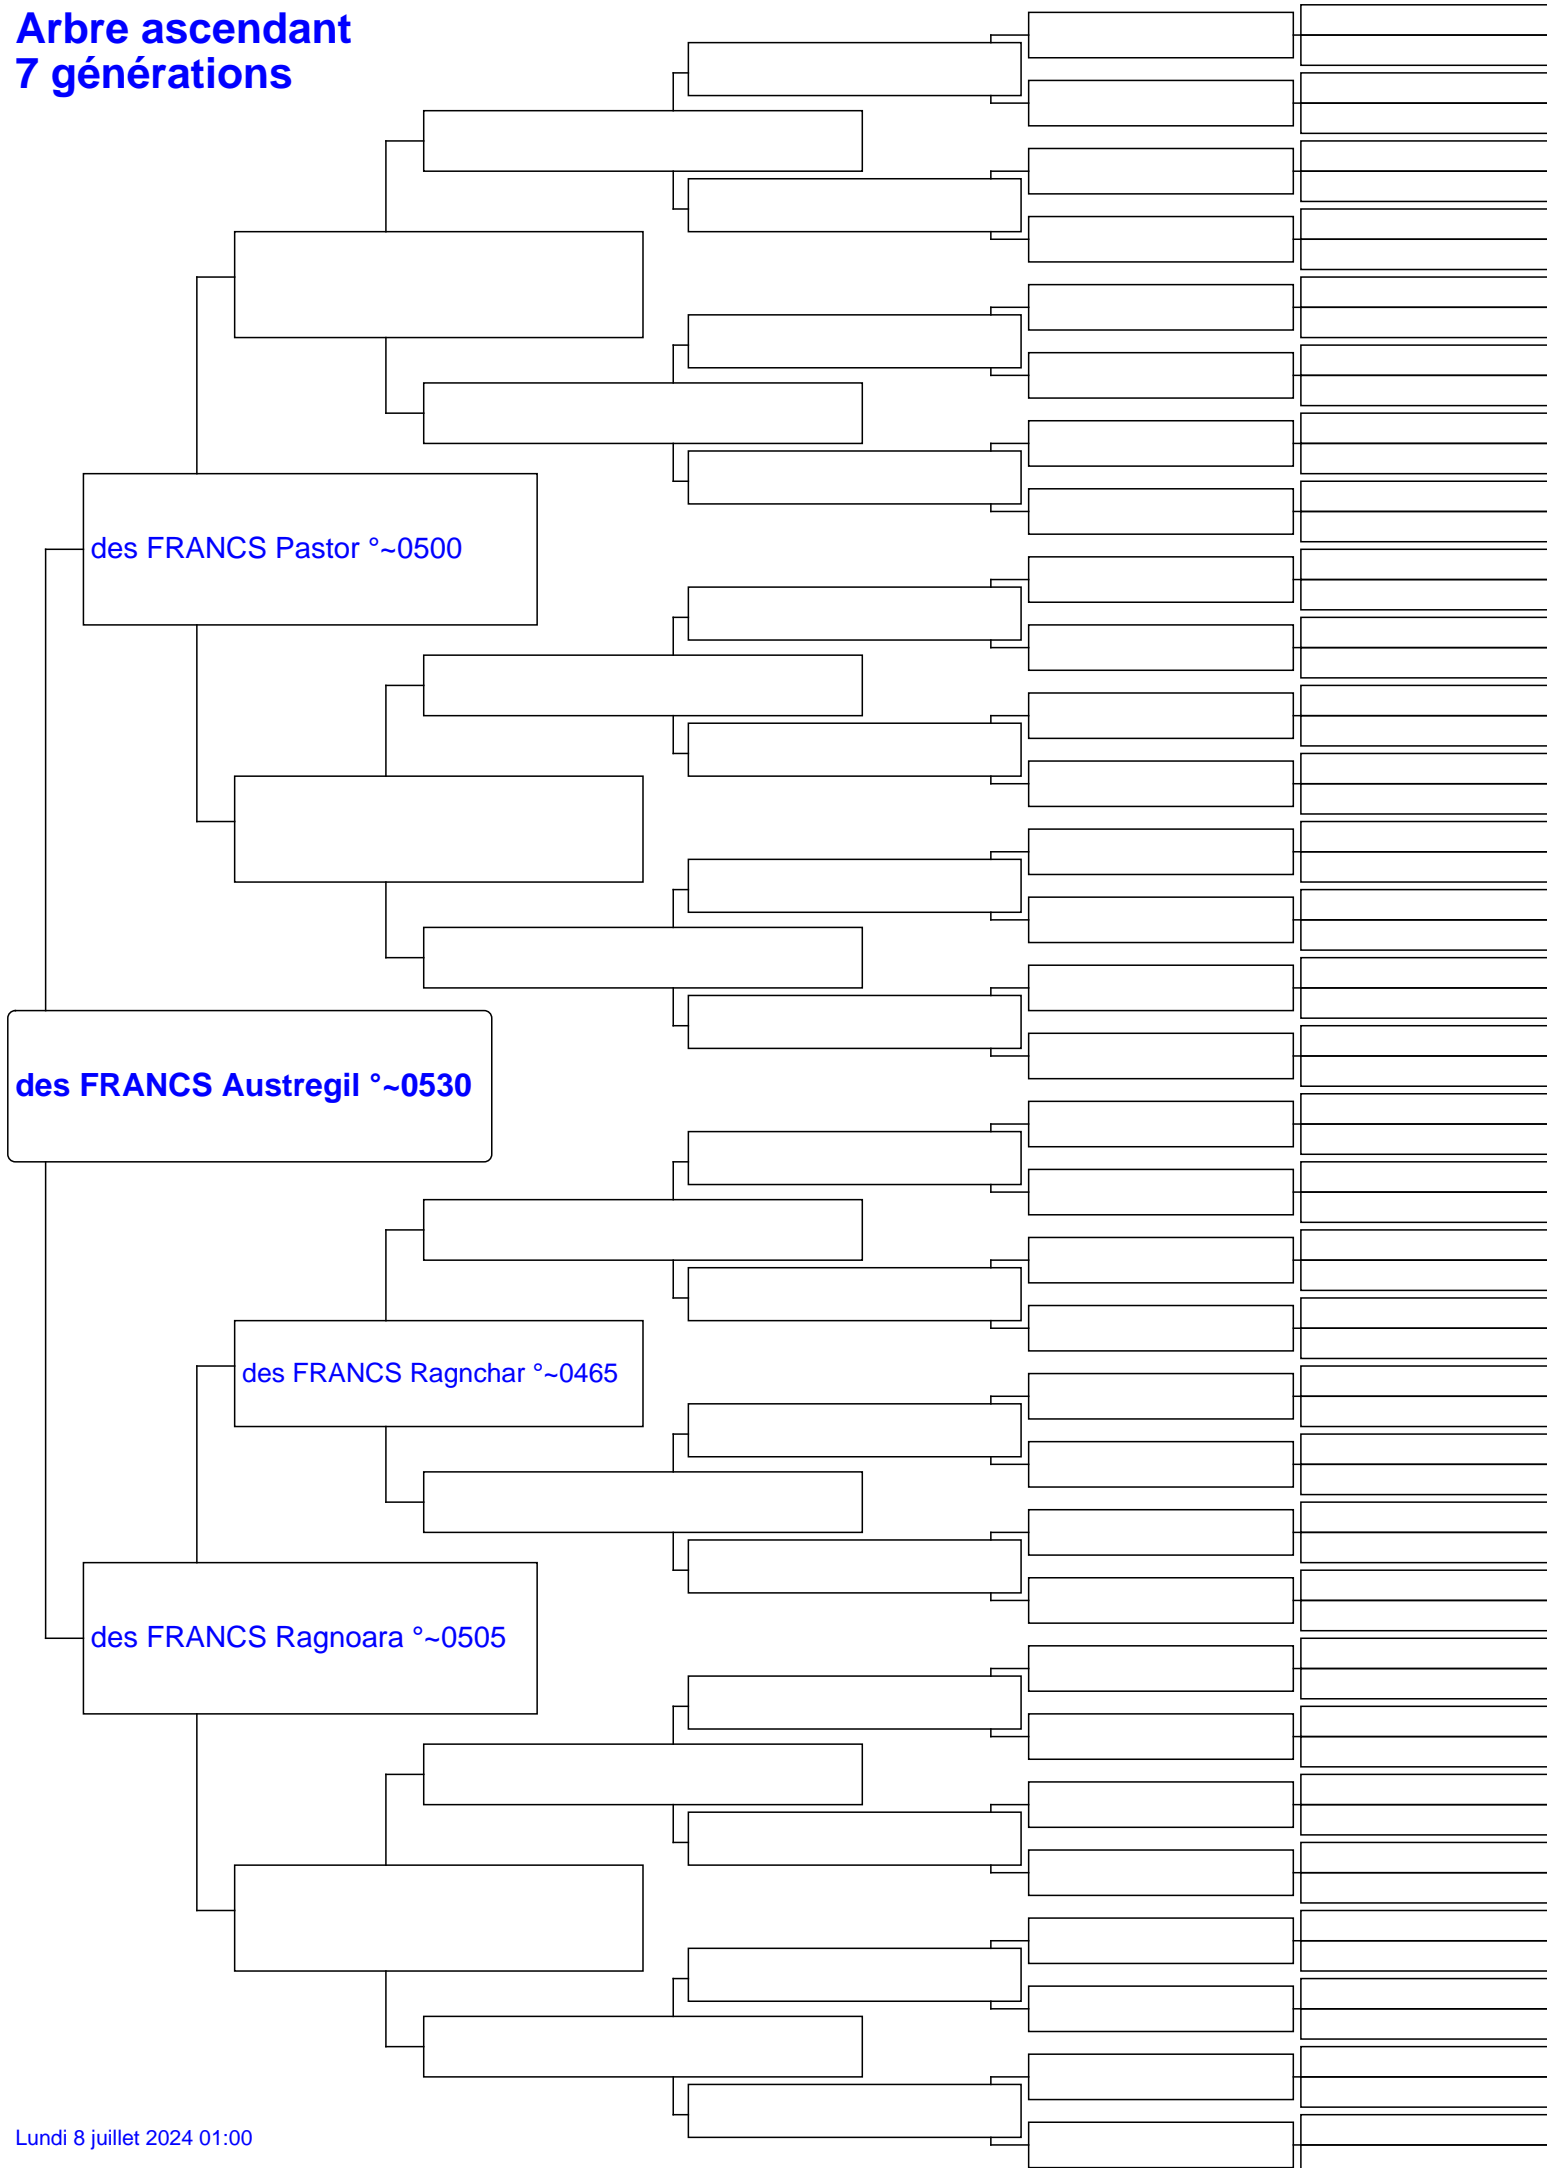 Arbre ascendant
7 générations
des FRANCS Pastor °~0500
des FRANCS Austregil °~0530
des FRANCS Ragnchar °~0465
des FRANCS Ragnoara °~0505
Lundi 8 juillet 2024 01:00